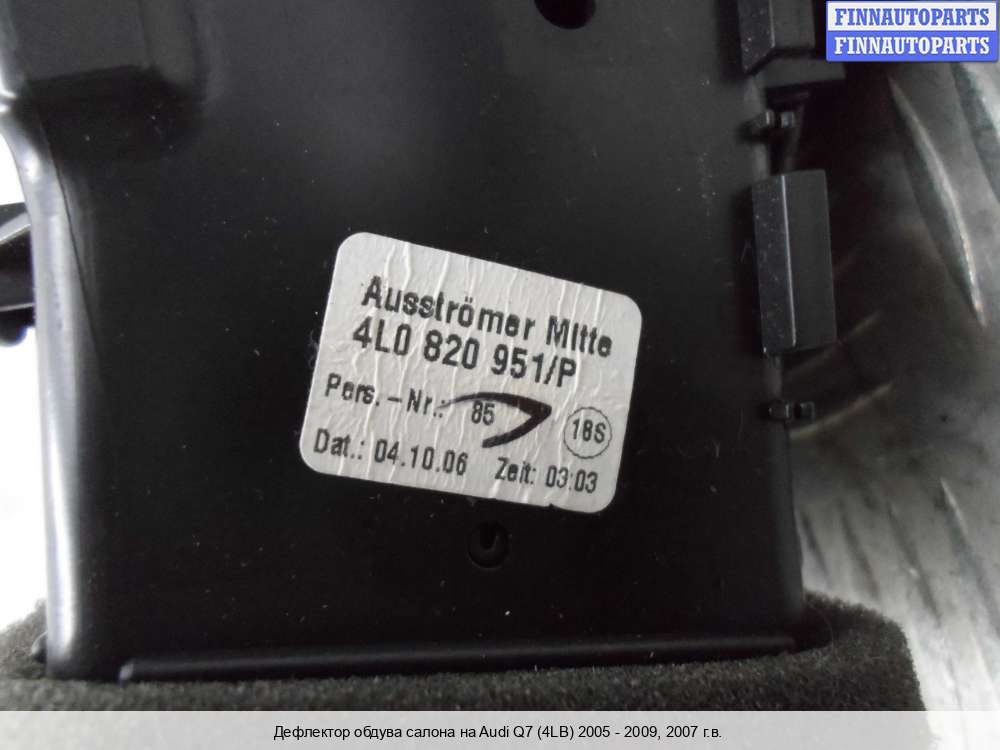 FINNAUTOPARTS
FINNAUTOPARTS
Ausströmer Mitte
4L0 820 951/P
Pers.-Nr.: 85
18S
Dat.: 04.10.06 Zeit: 03:03
Дефлектор обдува салона на Audi Q7 (4LB) 2005 - 2009, 2007 г.в.